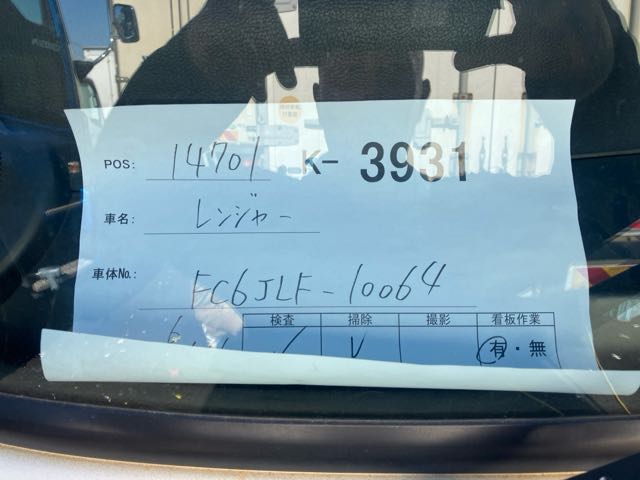 POS: 14701 K- 3931
車名: レンジャー
車体No.: FC6JLF-10064
検査 掃除 撮影 看板作業
有・無